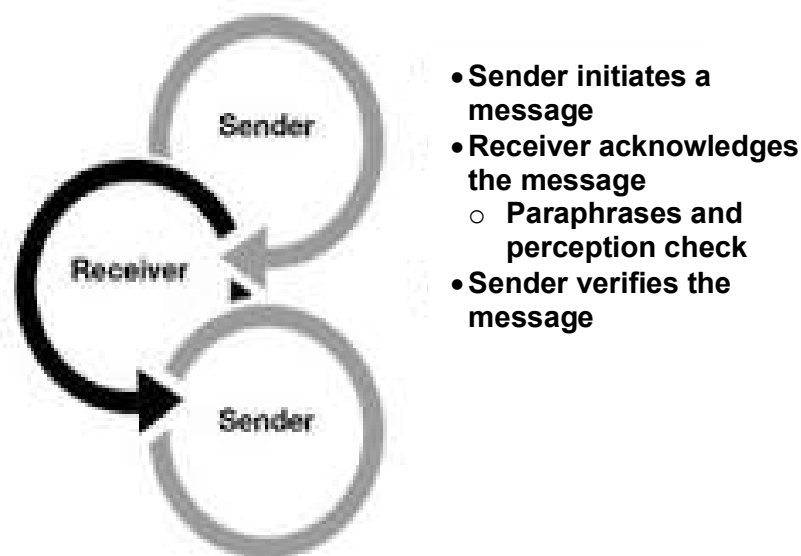 Sender
Receiver
Sender
• Sender initiates a
message
• Receiver acknowledges
the message
○ Paraphrases and
perception check
• Sender verifies the
message